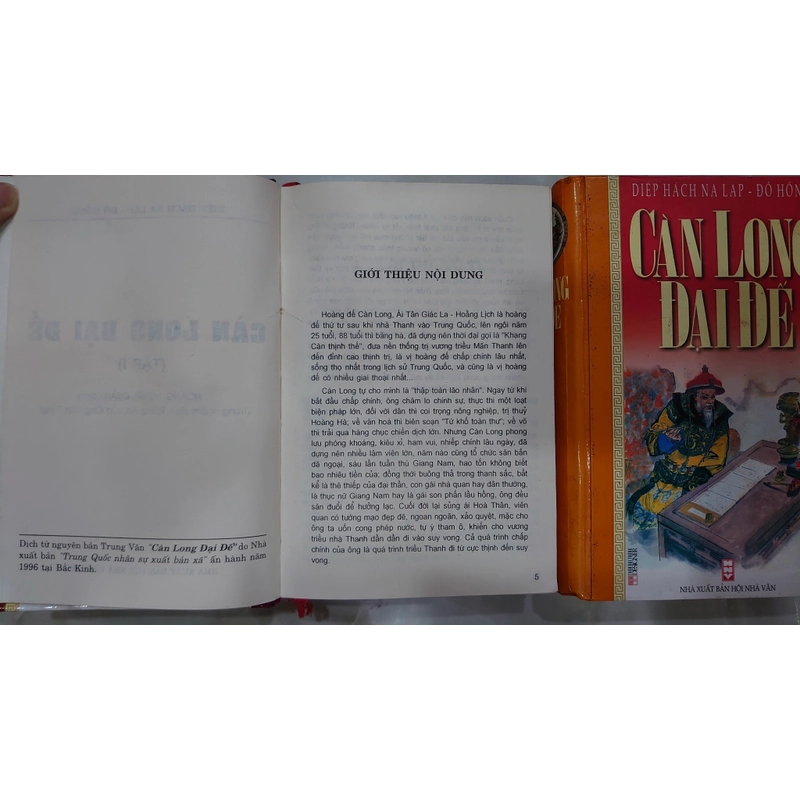 Dịch từ nguyên bản Trung Văn "Càn Long Đại Đế" do Nhà
xuất bản "Trung Quốc nhân sự xuất bản xã" ấn hành năm
1996 tại Bắc Kinh.
GIỚI THIỆU NỘI DUNG
Hoàng đế Càn Long, Ái Tân Giác La - Hoằng Lịch là hoàng
đế thứ tư sau khi nhà Thanh vào Trung Quốc, lên ngôi năm
25 tuổi, 88 tuổi thì băng hà, đã dựng nên thời đại gọi là "Khang
Càn thịnh thế", đưa nền thống trị vương triều Mãn Thanh lên
đến đỉnh cao thịnh trị, là vị hoàng đế chấp chính lâu nhất,
sống thọ nhất trong lịch sử Trung Quốc, và cũng là vị hoàng
đế có nhiều giai thoại nhất...
Càn Long tự cho mình là "thập toàn lão nhân". Ngay từ khi
bắt đầu chấp chính, ông chăm lo chính sự, thực thi một loạt
biện pháp lớn, đối với dân thì coi trọng nông nghiệp, trị thuỷ
Hoàng Hà; về văn hoá thì biên soạn "Tứ khố toàn thư"; về võ
thì trải qua hàng chục chiến dịch lớn. Nhưng Càn Long phong
lưu phóng khoáng, kiêu xỉ, ham vui, nhiếp chính lâu ngày, đã
dựng nên nhiều lâm viên lớn, năm nào cũng tổ chức săn bắn
dã ngoại, sáu lần tuần thú Giang Nam, hao tốn không biết
bao nhiêu tiền của, đồng thời buông thả trong thanh sắc, bất
kể là thê thiếp của đại thần, con gái nhà quan hay dân thường,
là thục nữ Giang Nam hay là gái son phấn lầu hồng, ông đều
săn đuổi để hưởng lạc. Cuối đời lại sủng ái Hoà Thân, viên
quan có tướng mạo đẹp đẽ, ngoan ngoãn, xảo quyệt, mặc cho
ông ta uốn cong phép nước, tự ý tham ô, khiến cho vương
triều nhà Thanh dần dần đi vào suy vong. Cả quá trình chấp
chính của ông là quá trình triều Thanh đi từ cực thịnh đến suy
vong.
5
DIỆP HÁCH NA LẠP - ĐỖ HỒN
CÀN LONG
ĐẠI ĐẾ
NHÀ XUẤT BẢN HỘI NHÀ VĂN